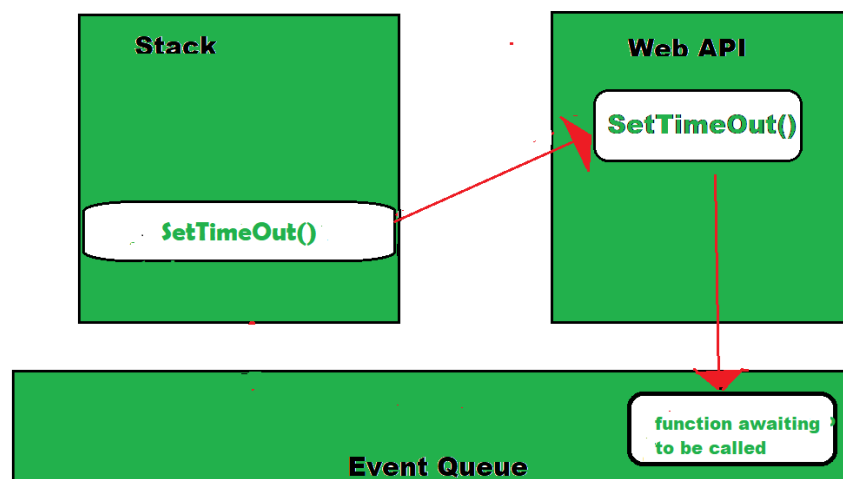 Stack
Web API
SetTimeOut()
SetTimeOut()
function awaiting
to be called
Event Queue